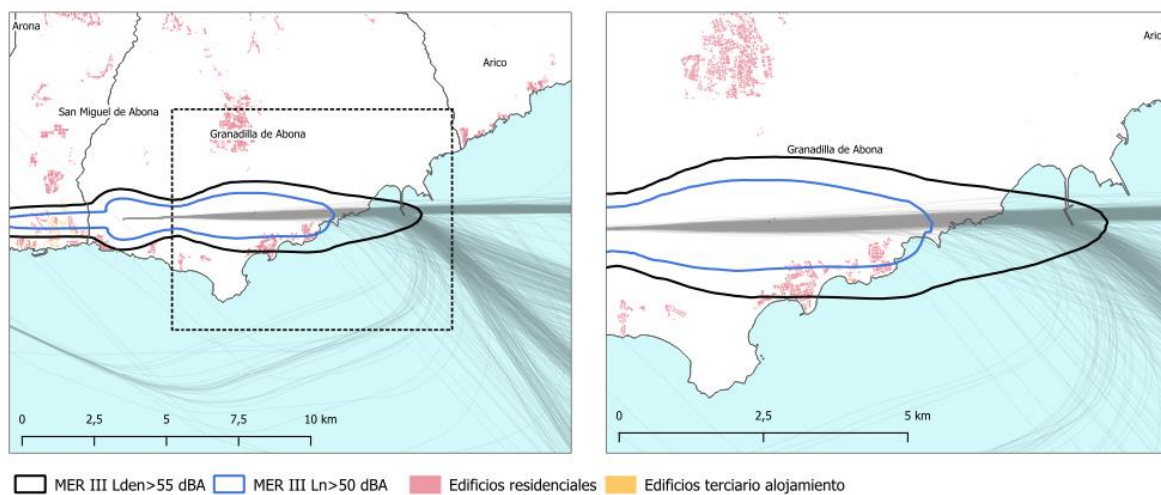 Arona
Arico
San Miguel de Abona
Granadilla de Abona
0 2,5 5 7,5 10 km
Aric
Granadilla de Abona
0 2,5 5 km
MER III Lden>55 dBA MER III Ln>50 dBA Edificios residenciales Edificios terciario alojamiento